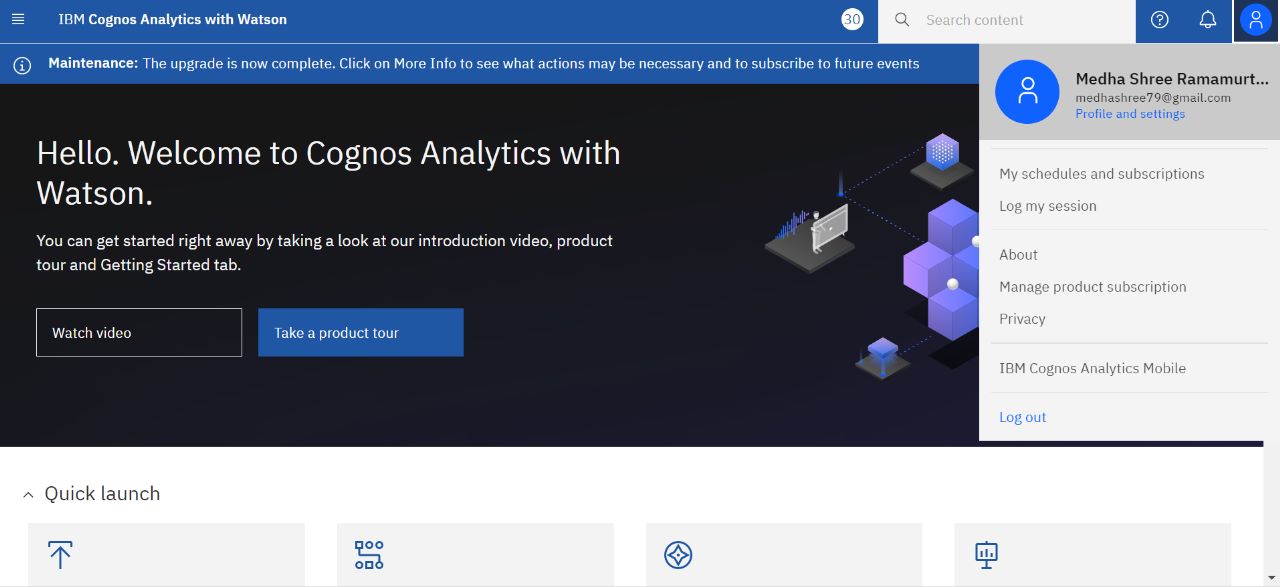 IBM Cognos Analytics with Watson
30
Search content
Maintenance: The upgrade is now complete. Click on More Info to see what actions may be necessary and to subscribe to future events
Medha Shree Ramamurt...
medhashree79@gmail.com
Profile and settings
My schedules and subscriptions
Log my session
About
Manage product subscription
Privacy
IBM Cognos Analytics Mobile
Log out
Hello. Welcome to Cognos Analytics with
Watson.
You can get started right away by taking a look at our introduction video, product
tour and Getting Started tab.
Watch video
Take a product tour
Quick launch